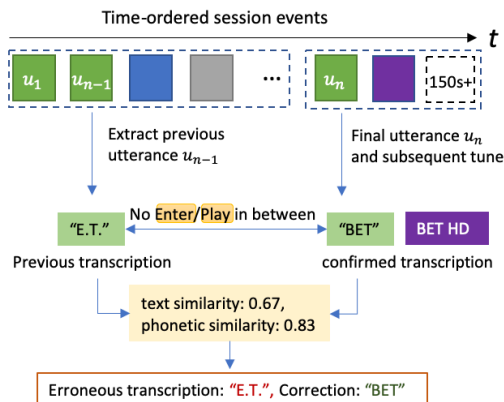 Time-ordered session events
t
u₁ uₙ₋₁ ... uₙ 150s+
Extract previous
utterance uₙ₋₁
Final utterance uₙ
and subsequent tune
No Enter/Play in between
"E.T." "BET" BET HD
Previous transcription
confirmed transcription
text similarity: 0.67,
phonetic similarity: 0.83
Erroneous transcription: "E.T.", Correction: "BET"